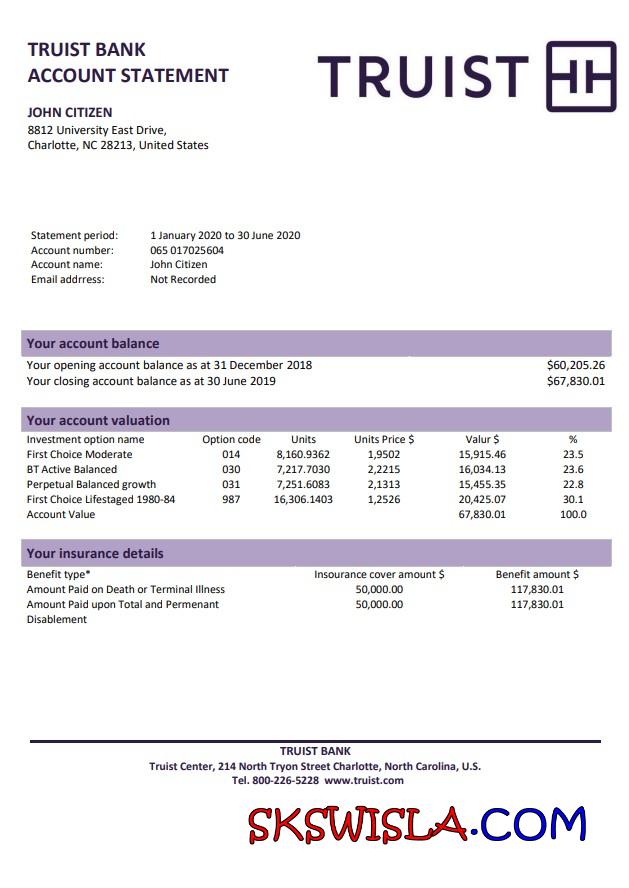 TRUIST BANK
ACCOUNT STATEMENT
TRUIST
JOHN CITIZEN
8812 University East Drive,
Charlotte, NC 28213, United States
Statement period: 1 January 2020 to 30 June 2020
Account number: 065 017025604
Account name: John Citizen
Email addrress: Not Recorded
Your account balance
Your opening account balance as at 31 December 2018 $60,205.26
Your closing account balance as at 30 June 2019 $67,830.01
Your account valuation
Investment option name Option code Units Units Price $ Valur $ %
First Choice Moderate 014 8,160.9362 1,9502 15,915.46 23.5
BT Active Balanced 030 7,217.7030 2,2215 16,034.13 23.6
Perpetual Balanced growth 031 7,251.6083 2,1313 15,455.35 22.8
First Choice Lifestaged 1980-84 987 16,306.1403 1,2526 20,425.07 30.1
Account Value 67,830.01 100.0
Your insurance details
Benefit type* Insourance cover amount $ Benefit amount $
Amount Paid on Death or Terminal Illness 50,000.00 117,830.01
Amount Paid upon Total and Permenant 50,000.00 117,830.01
Disablement
TRUIST BANK
Truist Center, 214 North Tryon Street Charlotte, North Carolina, U.S.
Tel. 800-226-5228 www.truist.com
SKSWISLA.COM